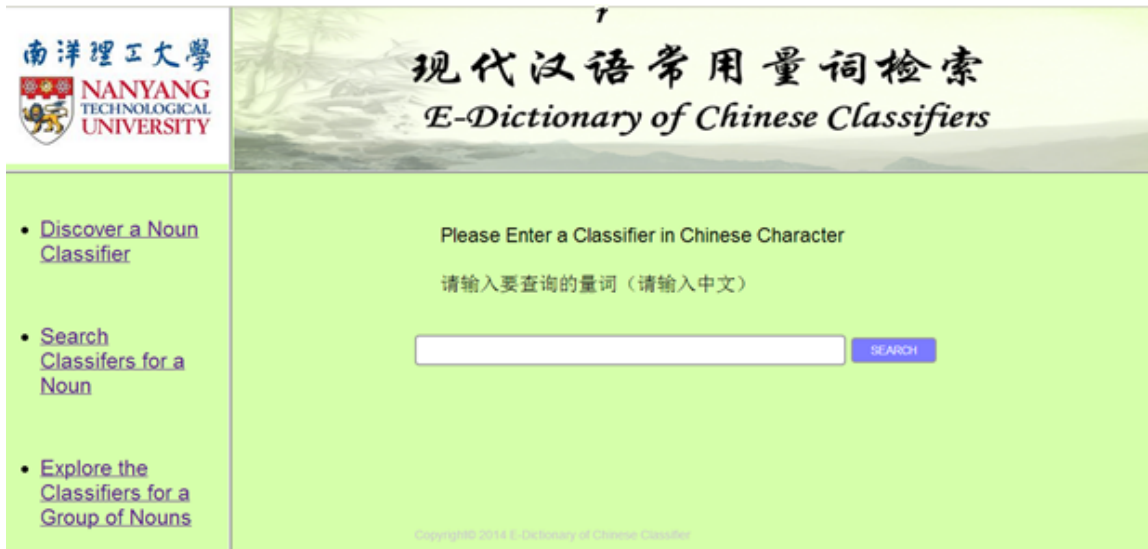 r
南洋理工大學
NANYANG
TECHNOLOGICAL
UNIVERSITY
现代汉语常用量词检索
E-Dictionary of Chinese Classifiers
Discover a Noun
Classifier
Search
Classifers for a
Noun
Explore the
Classifiers for a
Group of Nouns
Please Enter a Classifier in Chinese Character
请输入要查询的量词（请输入中文）
SEARCH
Copyright© 2014 E-Dictionary of Chinese Classifier